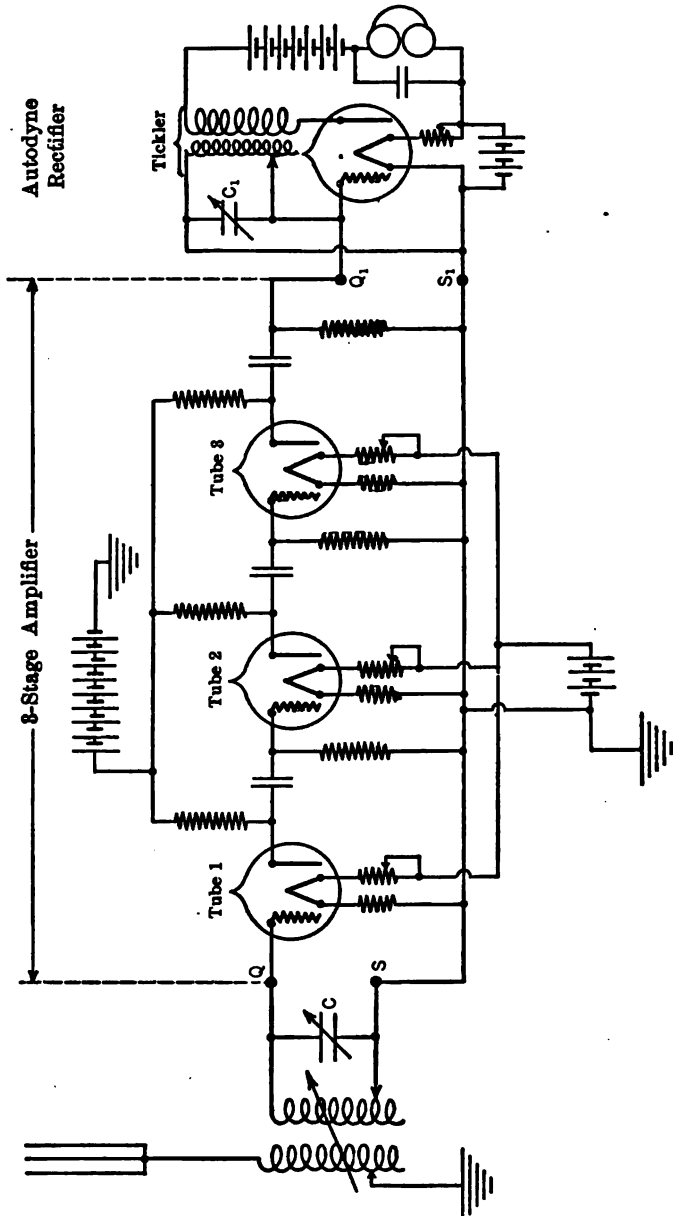 3-Stage Amplifier
Autodyne
Rectifier
Tickler
Tube 1
Tube 2
Tube 3
C₁
Q
Q₁
C
S
S₁